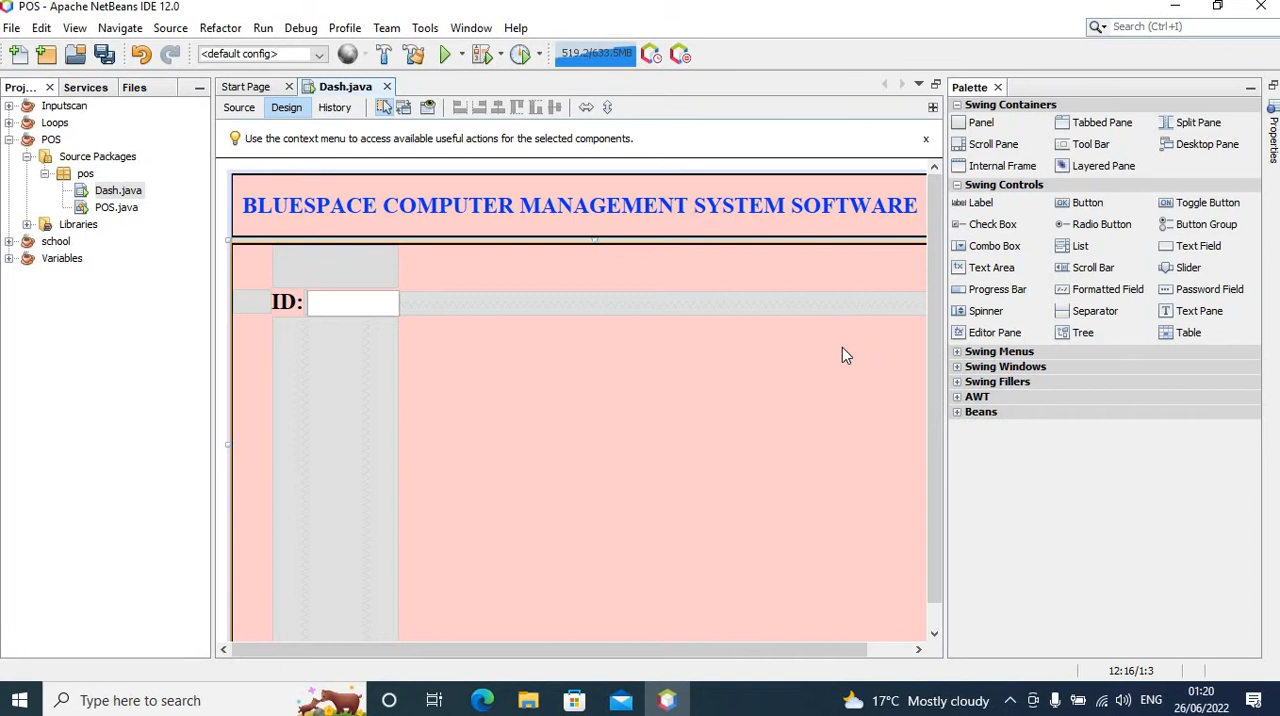 POS - Apache NetBeans IDE 12.0
File Edit View Navigate Source Refactor Run Debug Profile Team Tools Window Help
Search (Ctrl+I)
<default config>
519.2/633.5MB
Proj... Services Files
Start Page Dash.java
Palette
Source Design History
Use the context menu to access available useful actions for the selected components.
Inputscan
Loops
POS
Source Packages
pos
Dash.java
POS.java
Libraries
school
Variables
BLUESPACE COMPUTER MANAGEMENT SYSTEM SOFTWARE
ID:
Swing Containers
Panel Tabbed Pane Split Pane
Scroll Pane Tool Bar Desktop Pane
Internal Frame Layered Pane
Swing Controls
Label Button Toggle Button
Check Box Radio Button Button Group
Combo Box List Text Field
Text Area Scroll Bar Slider
Progress Bar Formatted Field Password Field
Spinner Separator Text Pane
Editor Pane Tree Table
Swing Menus
Swing Windows
Swing Fillers
AWT
Beans
Properties
12:16/1:3
Type here to search
17°C Mostly cloudy
ENG
01:20
26/06/2022